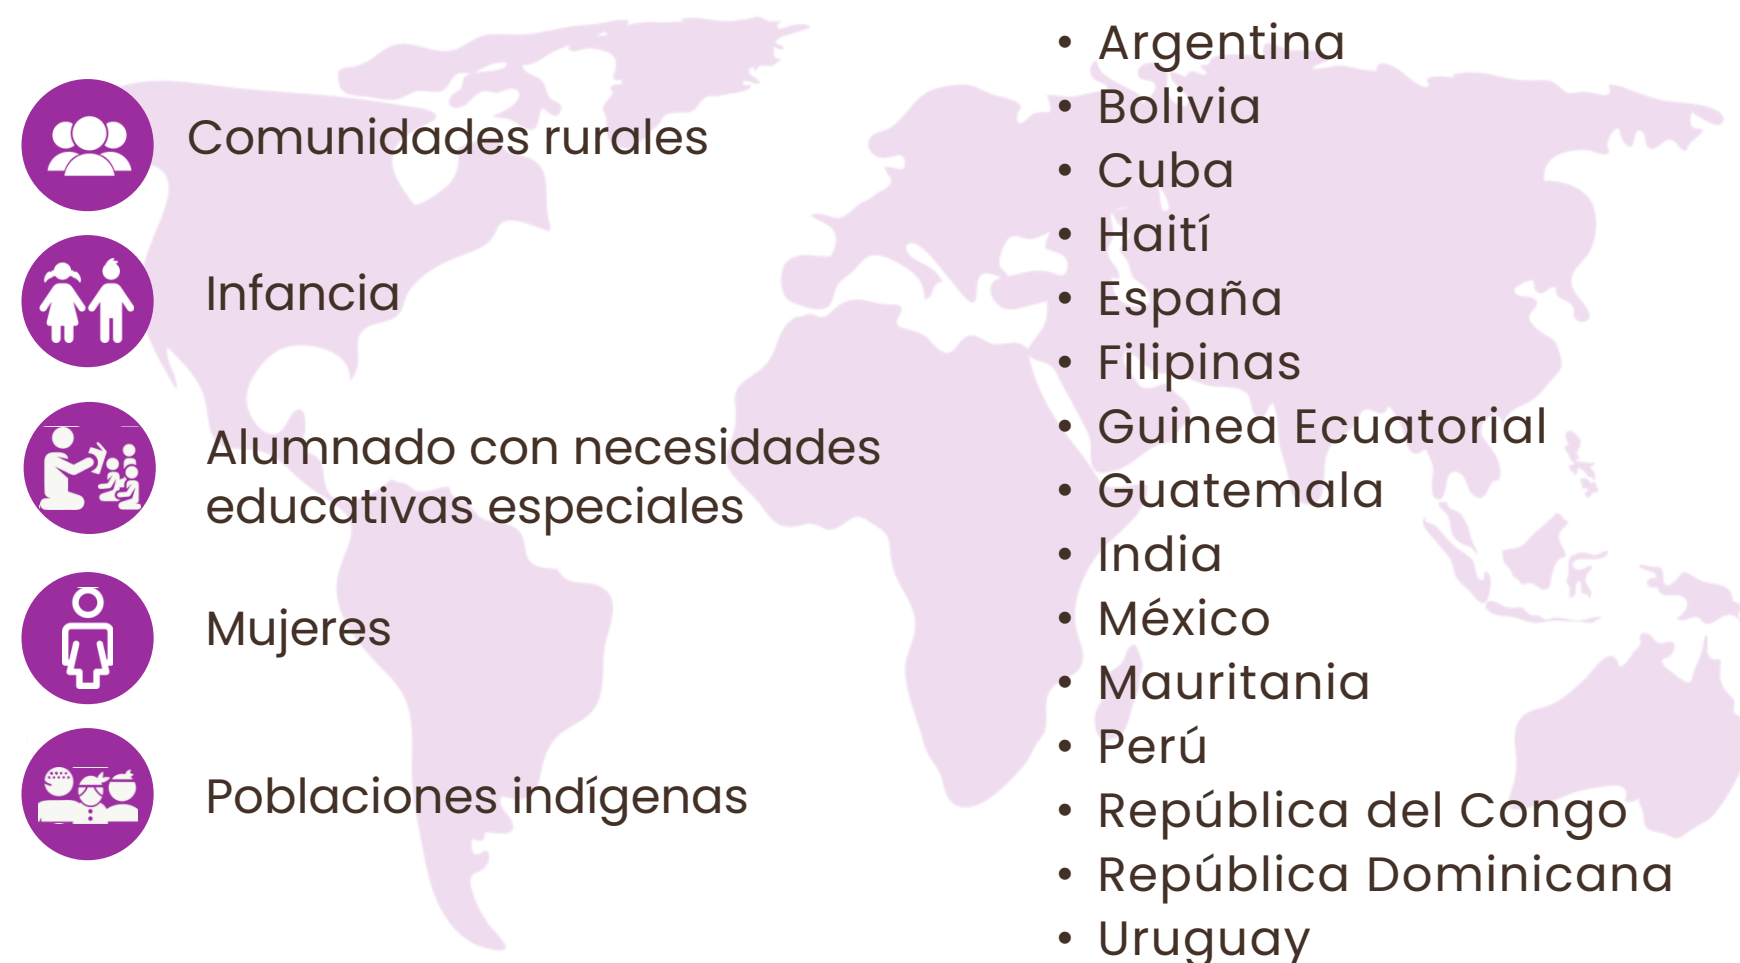 Comunidades rurales
Infancia
Alumnado con necesidades
educativas especiales
Mujeres
Poblaciones indígenas
• Argentina
• Bolivia
• Cuba
• Haití
• España
• Filipinas
• Guinea Ecuatorial
• Guatemala
• India
• México
• Mauritania
• Perú
• República del Congo
• República Dominicana
• Uruguay